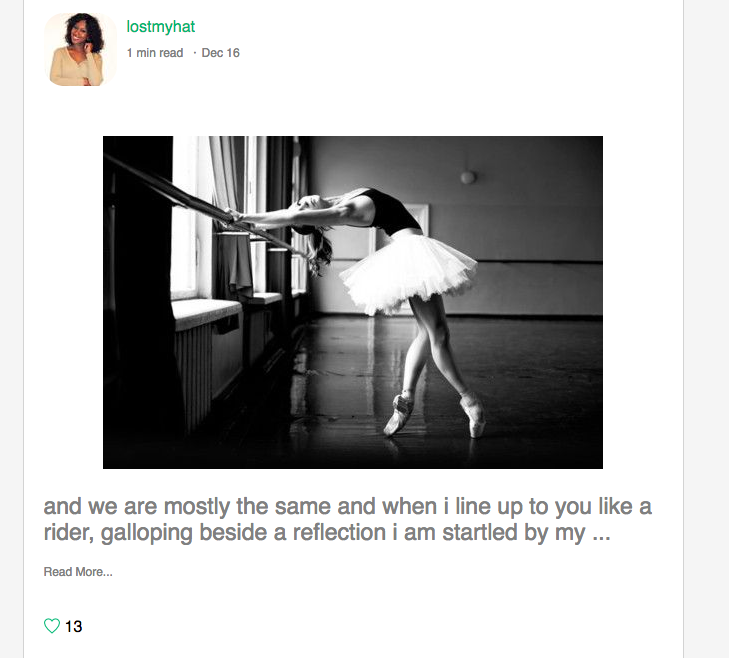 lostmyhat
1 min read · Dec 16
and we are mostly the same and when i line up to you like a
rider, galloping beside a reflection i am startled by my ...
Read More...
13